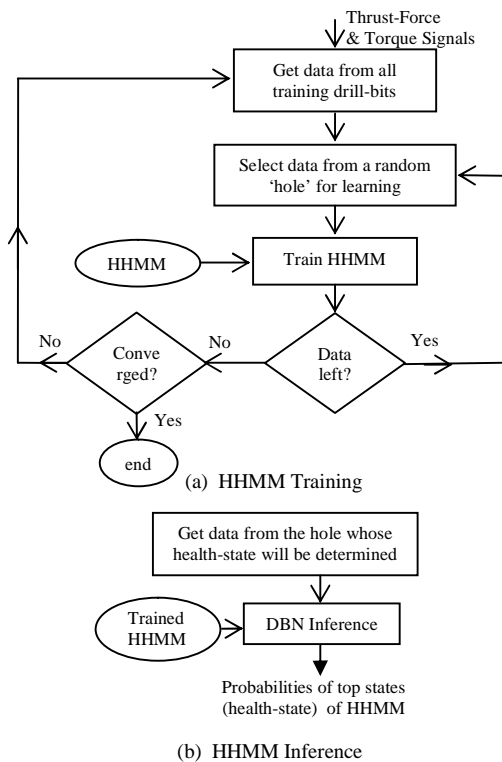 Thrust-Force
& Torque Signals
Get data from all
training drill-bits
Select data from a random
‘hole’ for learning
HHMM
Train HHMM
No
Conve
rged?
No
Data
left?
Yes
Yes
end
(a) HHMM Training
Get data from the hole whose
health-state will be determined
Trained
HHMM
DBN Inference
Probabilities of top states
(health-state) of HHMM
(b) HHMM Inference